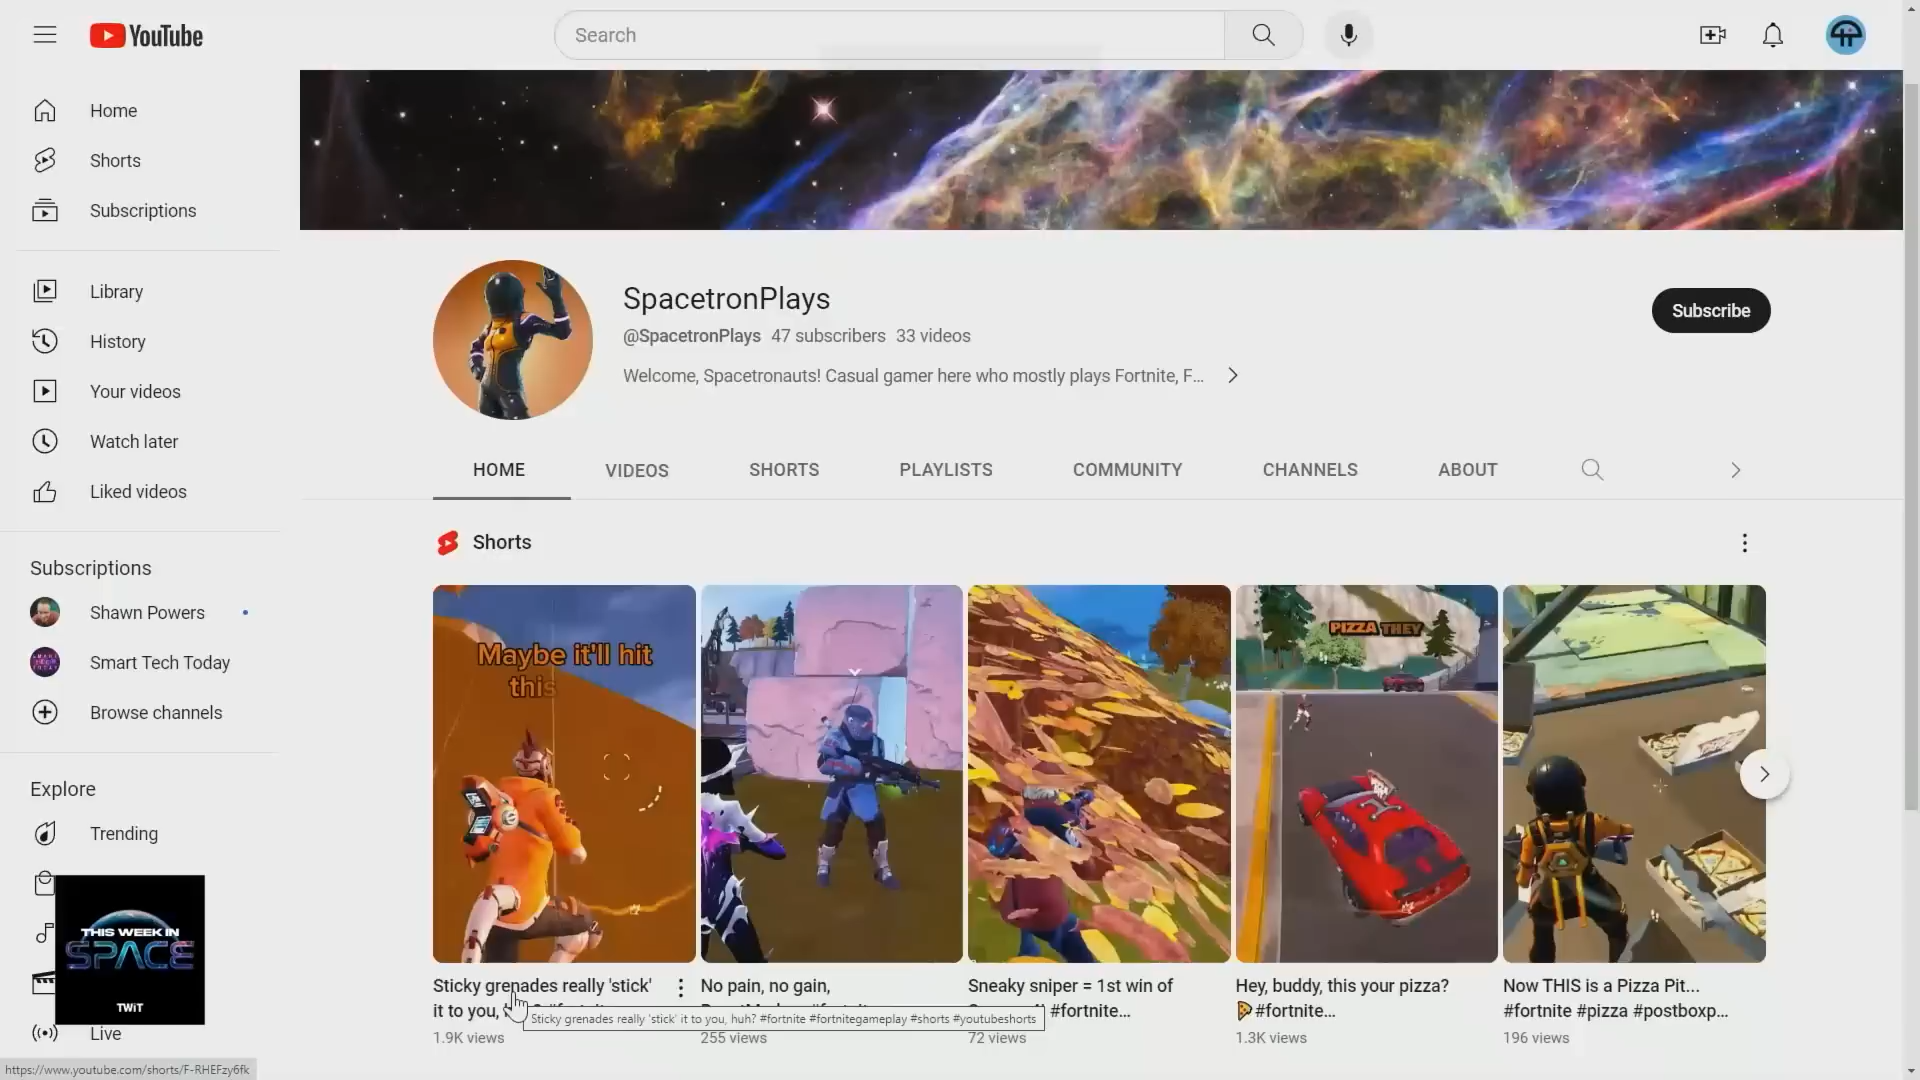 YouTube
Search
Home
Shorts
Subscriptions
Library
History
Your videos
Watch later
Liked videos
Subscriptions
Shawn Powers
Smart Tech Today
Browse channels
Explore
Trending
Live
THIS WEEK IN
SPACE
TWiT
https://www.youtube.com/shorts/F-RHEFzy6fk
SpacetronPlays
@SpacetronPlays 47 subscribers 33 videos
Welcome, Spacetronauts! Casual gamer here who mostly plays Fortnite, F...
Subscribe
HOME
VIDEOS
SHORTS
PLAYLISTS
COMMUNITY
CHANNELS
ABOUT
Shorts
Maybe it'll hit
this
PIZZA THEY
Sticky grenades really 'stick'
it to you,
1.9K views
Sticky grenades really 'stick' it to you, huh? #fortnite #fortnitegameplay #shorts #youtubeshorts
No pain, no gain,
255 views
Sneaky sniper = 1st win of
#fortnite...
72 views
Hey, buddy, this your pizza?
🍕#fortnite...
1.3K views
Now THIS is a Pizza Pit...
#fortnite #pizza #postboxp...
196 views